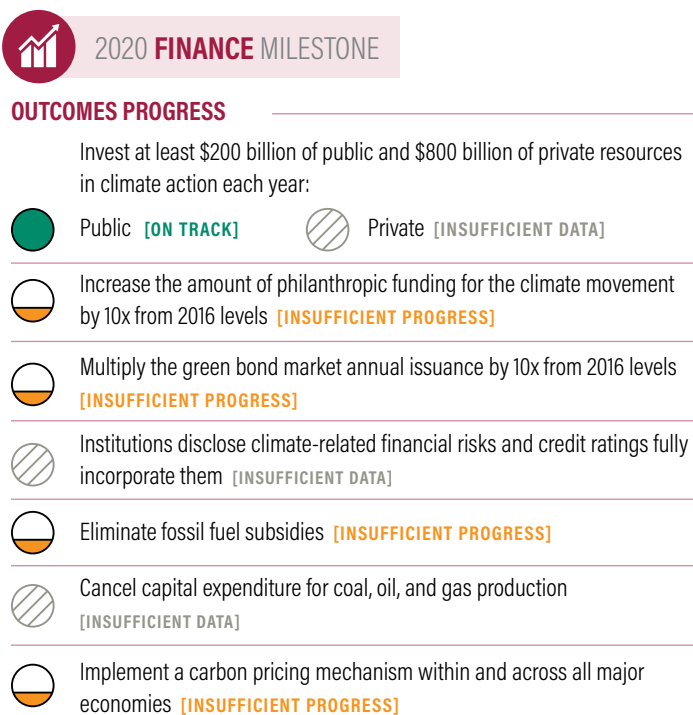 2020 FINANCE MILESTONE
OUTCOMES PROGRESS
Invest at least $200 billion of public and $800 billion of private resources
in climate action each year:
Public [ON TRACK] Private [INSUFFICIENT DATA]
Increase the amount of philanthropic funding for the climate movement
by 10x from 2016 levels [INSUFFICIENT PROGRESS]
Multiply the green bond market annual issuance by 10x from 2016 levels
[INSUFFICIENT PROGRESS]
Institutions disclose climate-related financial risks and credit ratings fully
incorporate them [INSUFFICIENT DATA]
Eliminate fossil fuel subsidies [INSUFFICIENT PROGRESS]
Cancel capital expenditure for coal, oil, and gas production
[INSUFFICIENT DATA]
Implement a carbon pricing mechanism within and across all major
economies [INSUFFICIENT PROGRESS]